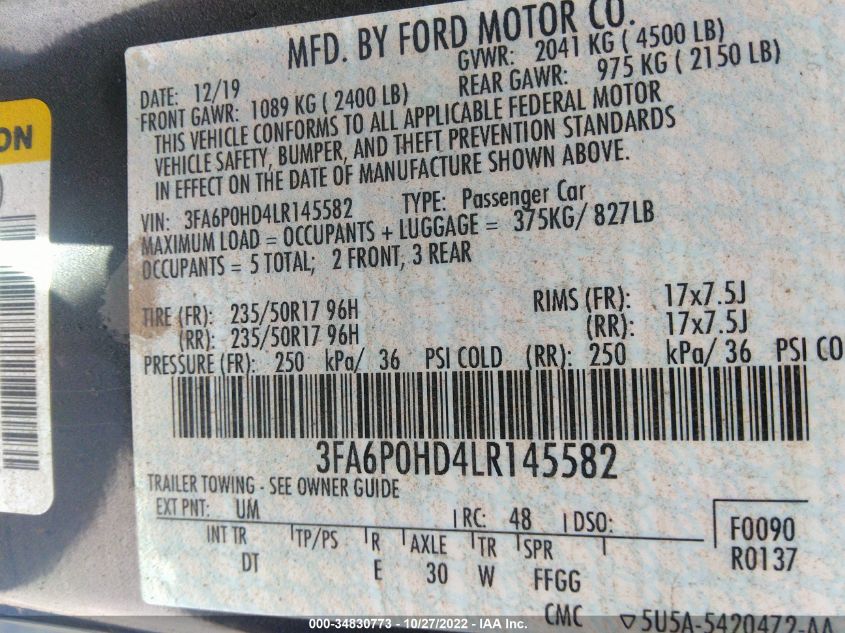 MFD. BY FORD MOTOR CO.
DATE: 12/19 GVWR: 2041 KG ( 4500 LB)
FRONT GAWR: 1089 KG ( 2400 LB) REAR GAWR: 975 KG ( 2150 LB)
THIS VEHICLE CONFORMS TO ALL APPLICABLE FEDERAL MOTOR
VEHICLE SAFETY, BUMPER, AND THEFT PREVENTION STANDARDS
IN EFFECT ON THE DATE OF MANUFACTURE SHOWN ABOVE.
VIN: 3FA6P0HD4LR145582 TYPE: Passenger Car
MAXIMUM LOAD = OCCUPANTS + LUGGAGE = 375KG/ 827LB
OCCUPANTS = 5 TOTAL; 2 FRONT, 3 REAR
TIRE (FR): 235/50R17 96H RIMS (FR): 17x7.5J
(RR): 235/50R17 96H (RR): 17x7.5J
PRESSURE (FR): 250 kPa/ 36 PSI COLD (RR): 250 kPa/ 36 PSI CO
3FA6P0HD4LR145582
TRAILER TOWING - SEE OWNER GUIDE
EXT PNT: UM RC: 48 DSO:
INT TR TP/PS R AXLE TR SPR
DT E 30 W FFGG
F0090
R0137
CMC 5U5A-5420472-AA
ON
000-34830773 - 10/27/2022 - IAA Inc.